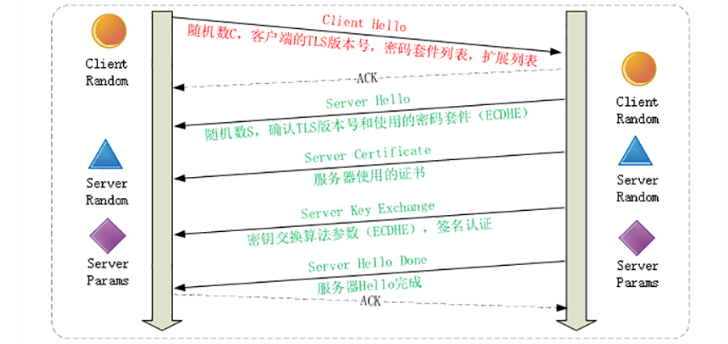 Client Hello
随机数C，客户端的TLS版本号，密码套件列表，扩展列表
Client
Random
ACK
Client
Random
Server Hello
随机数S，确认TLS版本号和使用的密码套件（ECDHE）
Server Certificate
服务器使用的证书
Server
Random
Server
Random
Server Key Exchange
密钥交换算法参数（ECDHE），签名认证
Server
Params
Server
Params
Server Hello Done
服务器Hello完成
ACK